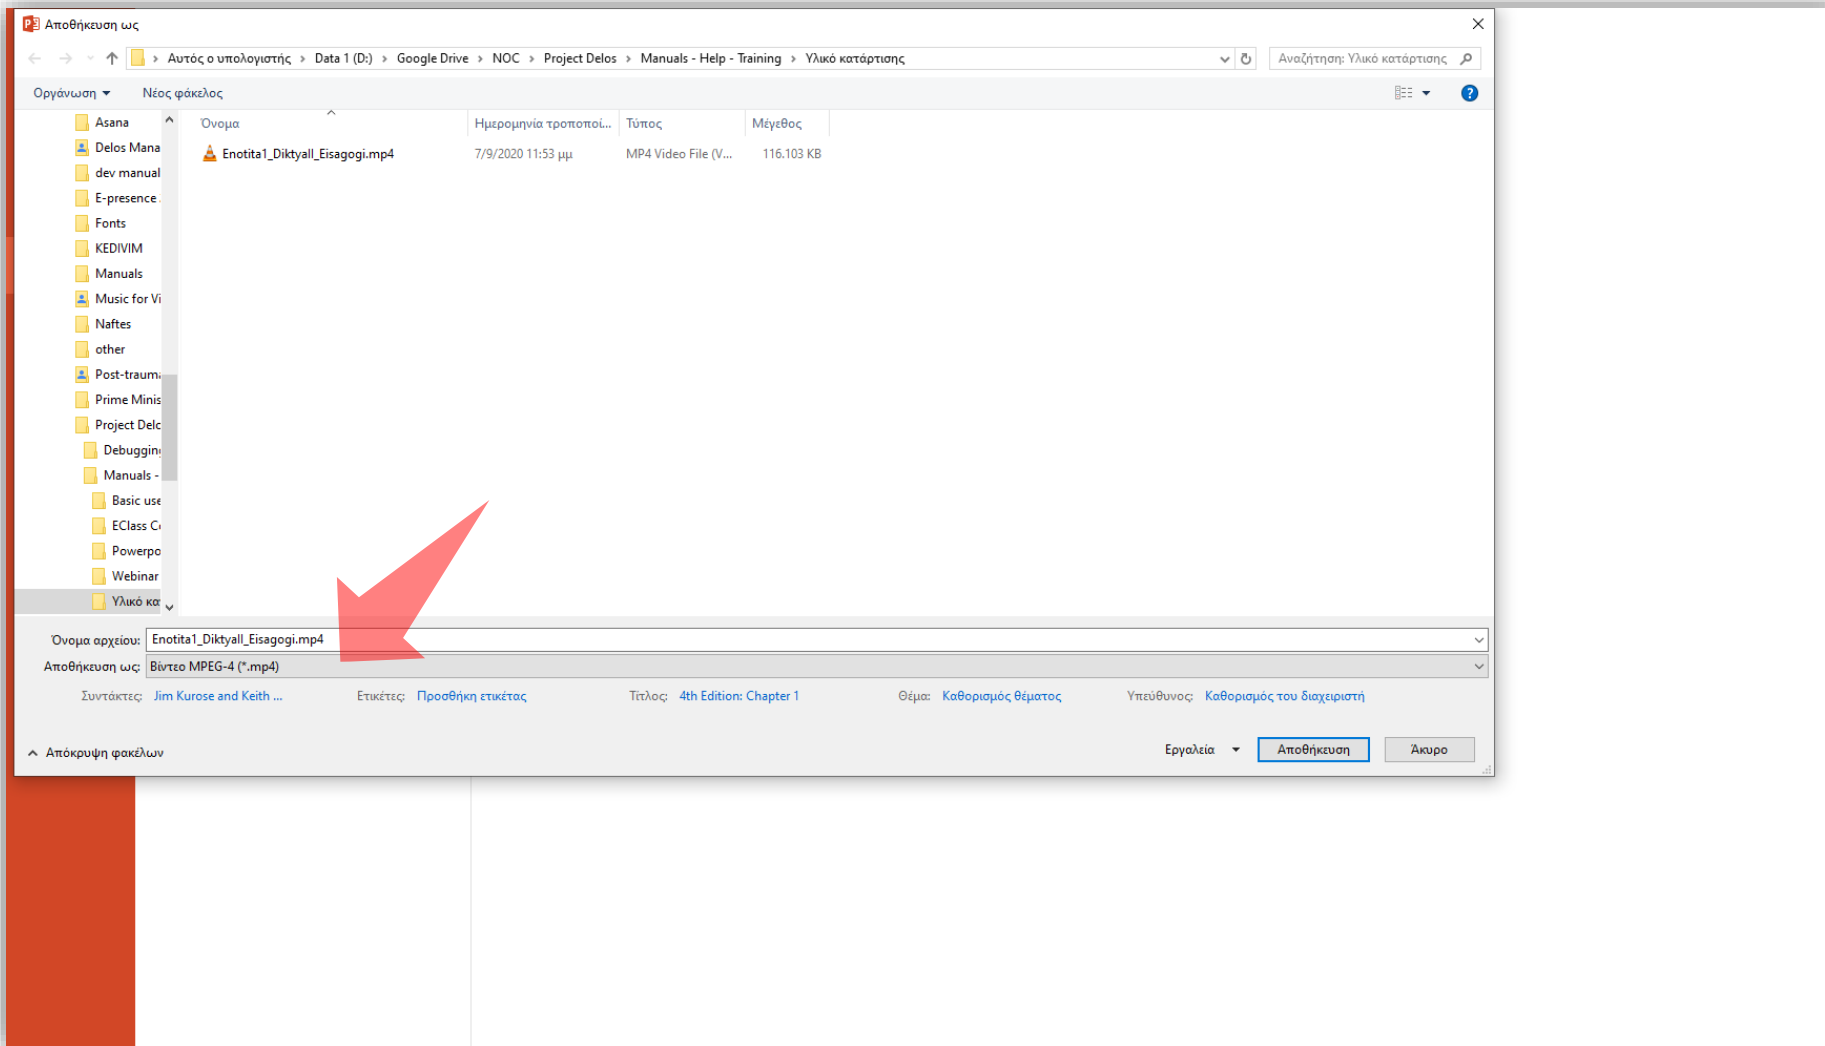 Αποθήκευση ως
Αυτός ο υπολογιστής › Data 1 (D:) › Google Drive › NOC › Project Delos › Manuals - Help - Training › Υλικό κατάρτισης
Αναζήτηση: Υλικό κατάρτισης
Οργάνωση Νέος φάκελος
Όνομα Ημερομηνία τροποποί... Τύπος Μέγεθος
Enotita1_Diktyall_Eisagogi.mp4 7/9/2020 11:53 μμ MP4 Video File (V... 116.103 KB
Asana
Delos Mana
dev manual
E-presence
Fonts
KEDIVIM
Manuals
Music for Vi
Naftes
other
Post-traum
Prime Minis
Project Delo
Debugging
Manuals -
Basic use
EClass C
Powerpo
Webinar
Υλικό κα
Όνομα αρχείου: Enotita1_Diktyall_Eisagogi.mp4
Αποθήκευση ως: Βίντεο MPEG-4 (*.mp4)
Συντάκτες: Jim Kurose and Keith ... Ετικέτες: Προσθήκη ετικέτας Τίτλος: 4th Edition: Chapter 1 Θέμα: Καθορισμός θέματος Υπεύθυνος: Καθορισμός του διαχειριστή
Απόκρυψη φακέλων Εργαλεία Αποθήκευση Άκυρο